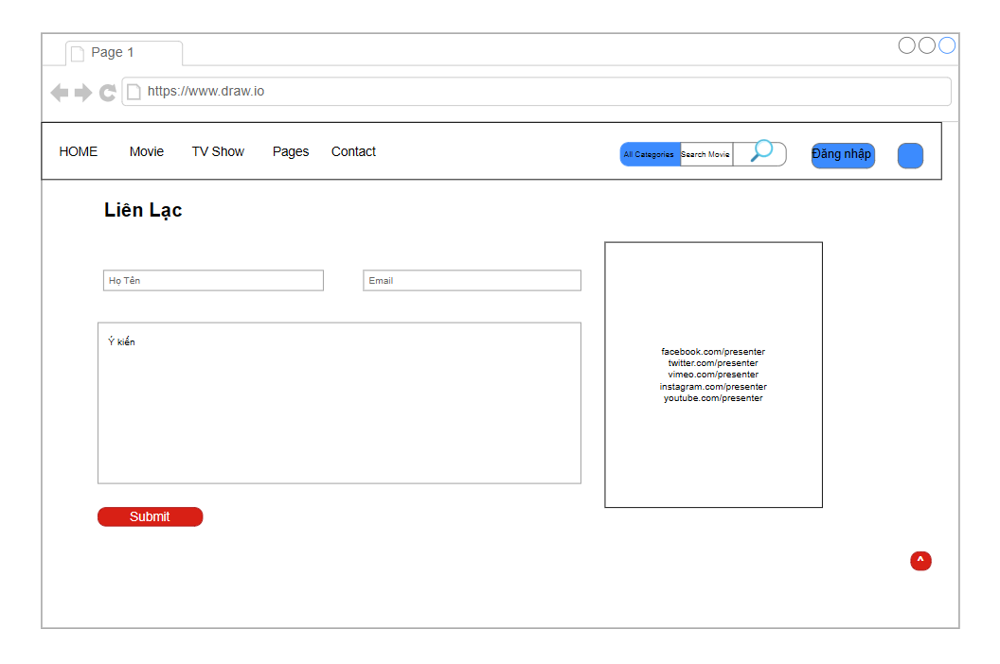 Page 1
https://www.draw.io
HOME Movie TV Show Pages Contact All Categories Search Movie Đăng nhập
Liên Lạc
Họ Tên Email
Ý kiến
facebook.com/presenter
twitter.com/presenter
vimeo.com/presenter
instagram.com/presenter
youtube.com/presenter
Submit
^